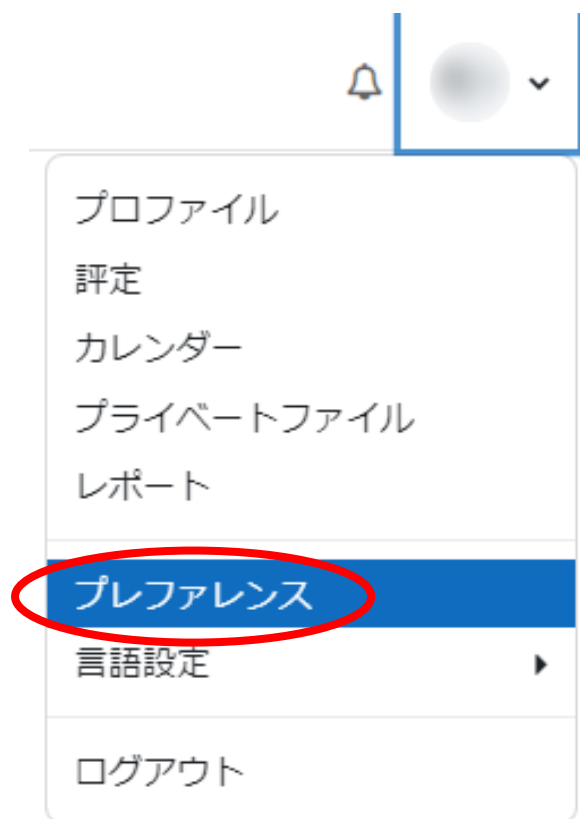 プロファイル
評定
カレンダー
プライベートファイル
レポート
プレファレンス
言語設定
ログアウト